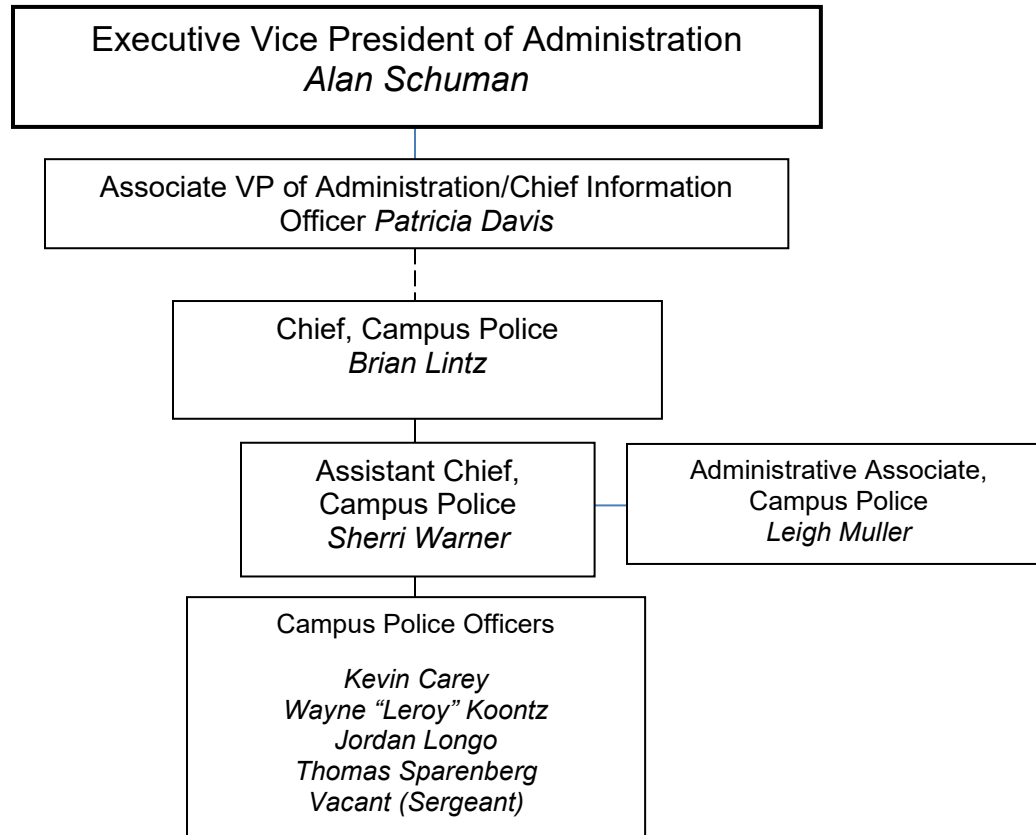 Executive Vice President of Administration
Alan Schuman
Associate VP of Administration/Chief Information
Officer Patricia Davis
Chief, Campus Police
Brian Lintz
Assistant Chief,
Campus Police
Sherri Warner
Administrative Associate,
Campus Police
Leigh Muller
Campus Police Officers
Kevin Carey
Wayne “Leroy” Koontz
Jordan Longo
Thomas Sparenberg
Vacant (Sergeant)